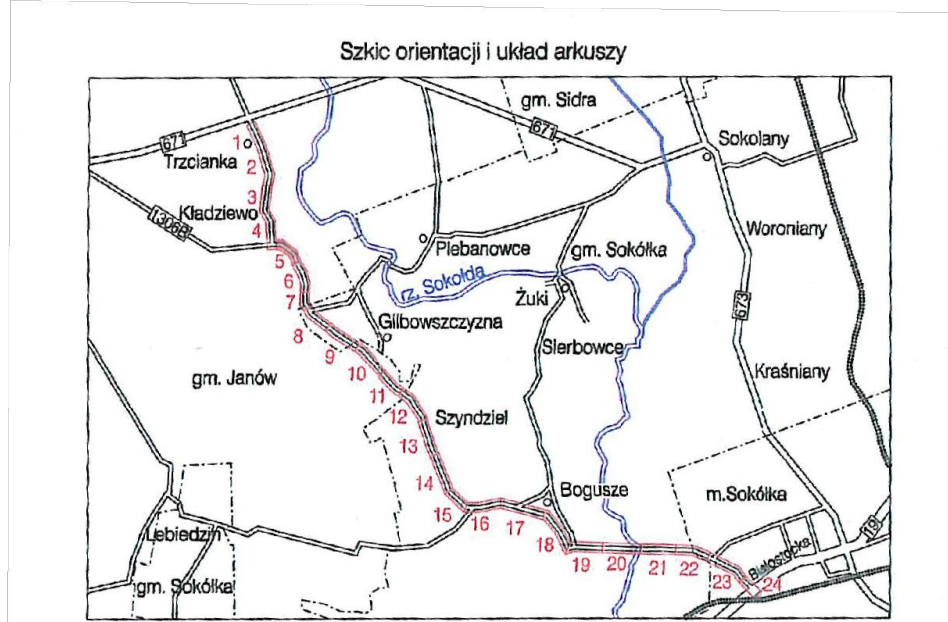 Szkic orientacji i układ arkuszy
gm. Sidra
671
671
1
Trzcianka
2
Sokolany
3
Kładziewo
1306B
4
Woroniany
5
Plebanowce
gm. Sokółka
6
rz. Sokołda
7
Żuki
673
8
Gilbowszczyzna
Sierbowce
9
10
gm. Janów
Kraśniany
11
12
Szyndziel
13
14
Bogusze
m.Sokółka
15
16
17
18
19
Lebiedzin
19
20
21
22
23
Białostocka
24
gm. Sokółka